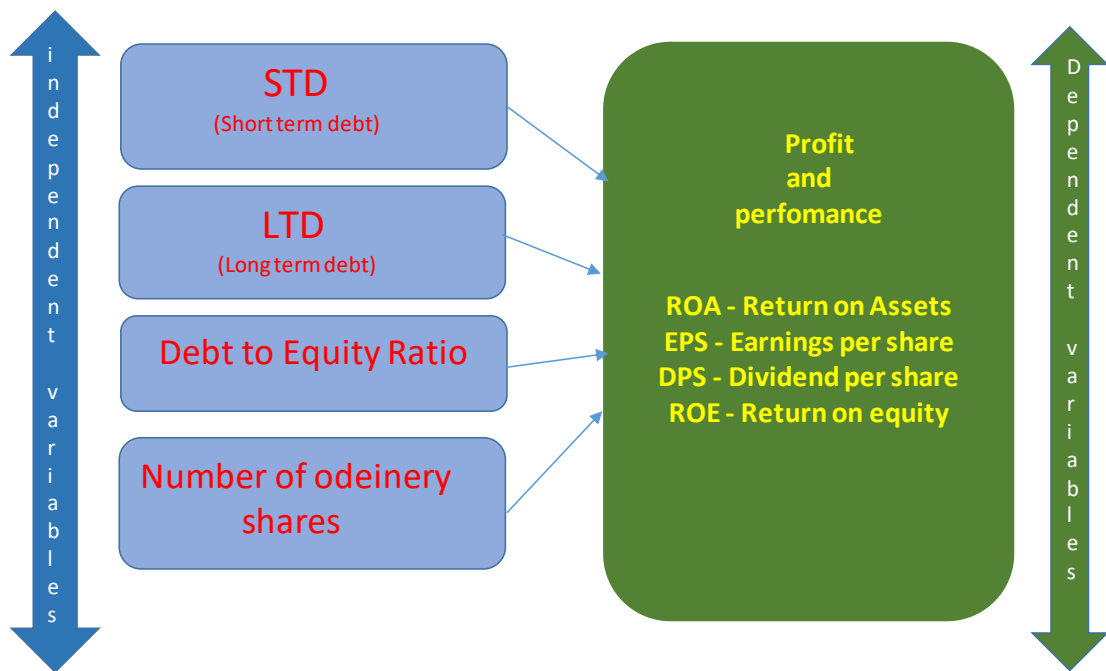 independent variables
STD
(Short term debt)
LTD
(Long term debt)
Debt to Equity Ratio
Number of odeinery
shares
Profit
and
perfomance
ROA - Return on Assets
EPS - Earnings per share
DPS - Dividend per share
ROE - Return on equity
Dependent variables